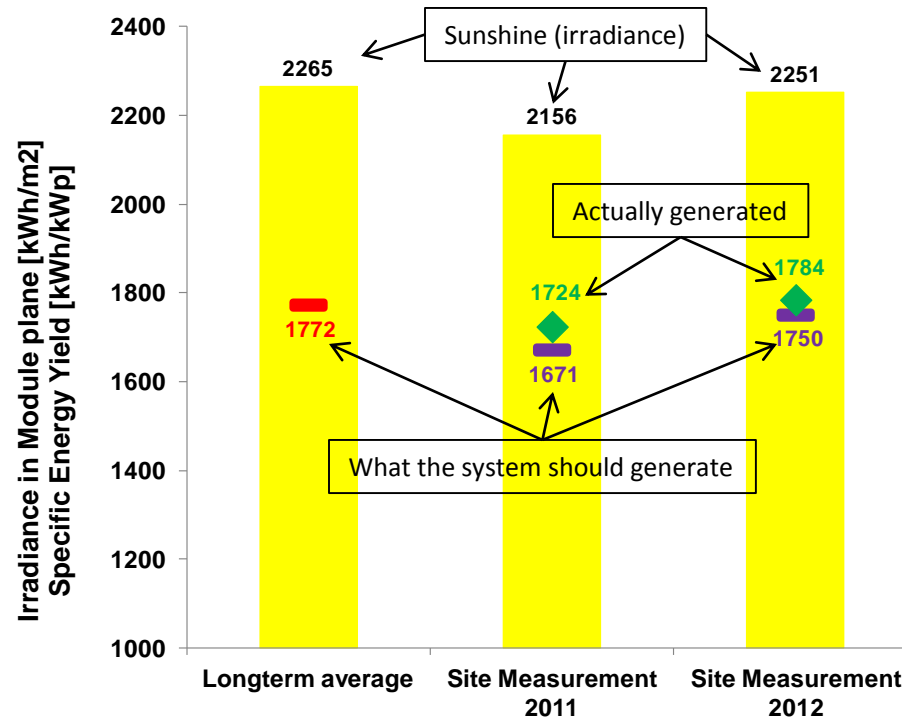 Irradiance in Module plane [kWh/m2]
Specific Energy Yield [kWh/kWp]
2400
2200
2000
1800
1600
1400
1200
1000
Sunshine (irradiance)
2265
2156
2251
Actually generated
1724
1784
1772
1671
1750
What the system should generate
Longterm average
Site Measurement
2011
Site Measurement
2012